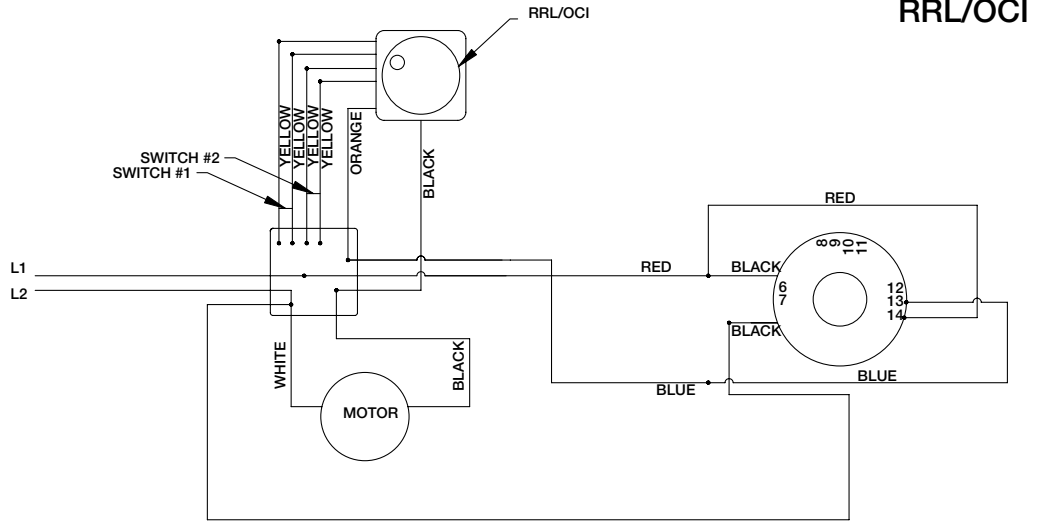 RRL/OCI
RRL/OCI
YELLOW
YELLOW
YELLOW
YELLOW
ORANGE
BLACK
SWITCH #2
SWITCH #1
RED
8
9
10
11
L1
L2
RED
BLACK
6
7
12
13
14
BLACK
WHITE
BLACK
MOTOR
BLUE
BLUE